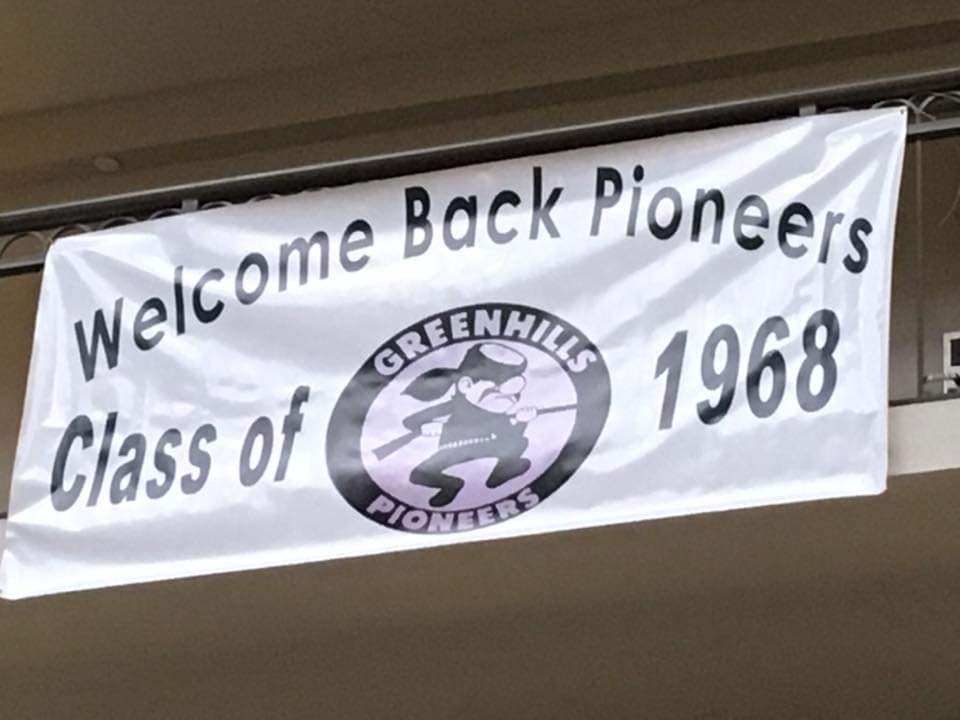 Welcome Back Pioneers
Class of 1968
GREENHILLS
PIONEERS